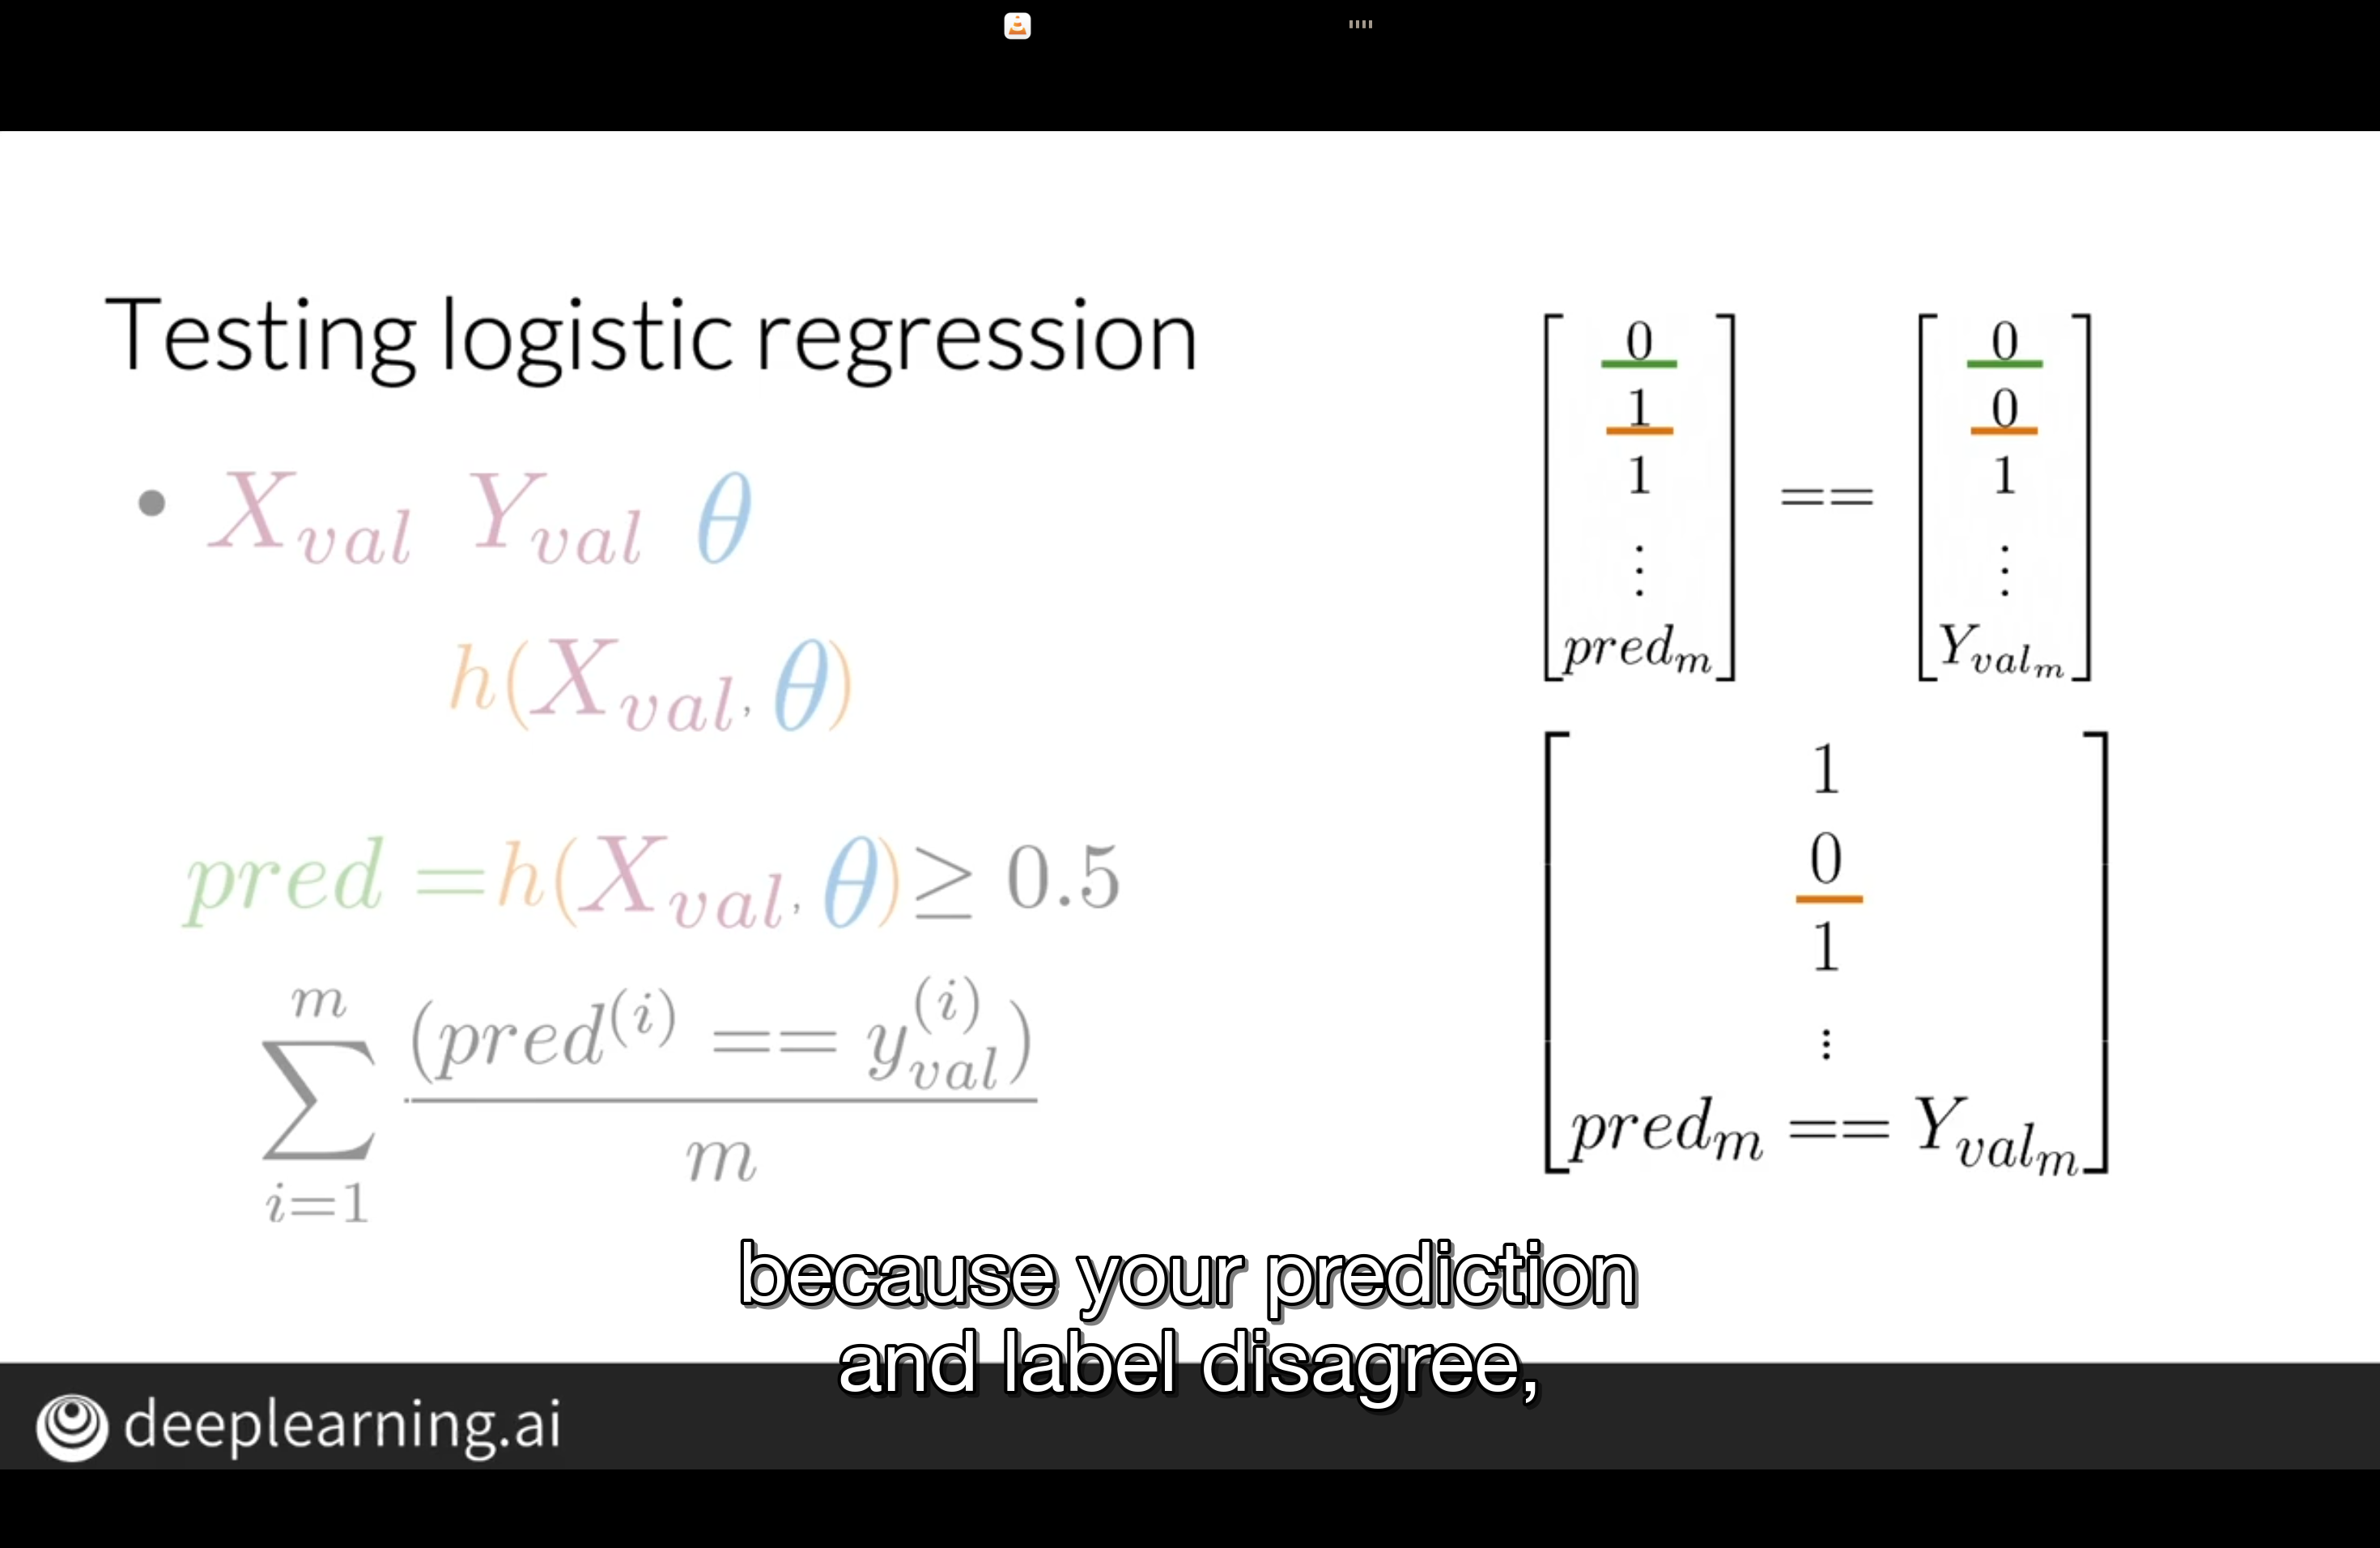 Testing logistic regression
• X_val Y_val θ
h(X_val, θ)
pred = h(X_val, θ) ≥ 0.5
m
∑ (pred^(i) == y_val^(i))
i=1 m
[0 1 1 ⋮ pred_m] == [0 0 1 ⋮ Y_val_m]
[1 0 1 ⋮ pred_m == Y_val_m]
because your prediction
and label disagree,
deeplearning.ai